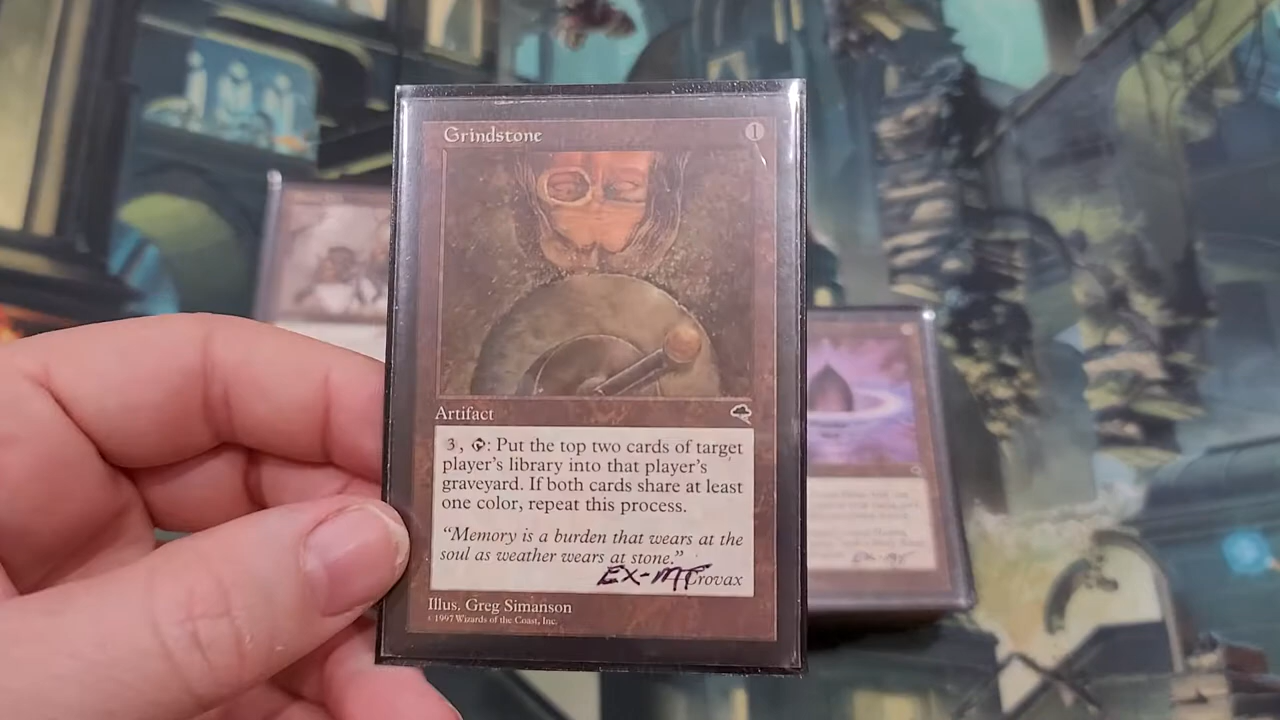 Grindstone 1
Artifact
3, T: Put the top two cards of target
player's library into that player's
graveyard. If both cards share at least
one color, repeat this process.
"Memory is a burden that wears at the
soul as weather wears at stone."
EX-MT Crovax
Illus. Greg Simanson
© 1997 Wizards of the Coast, Inc.